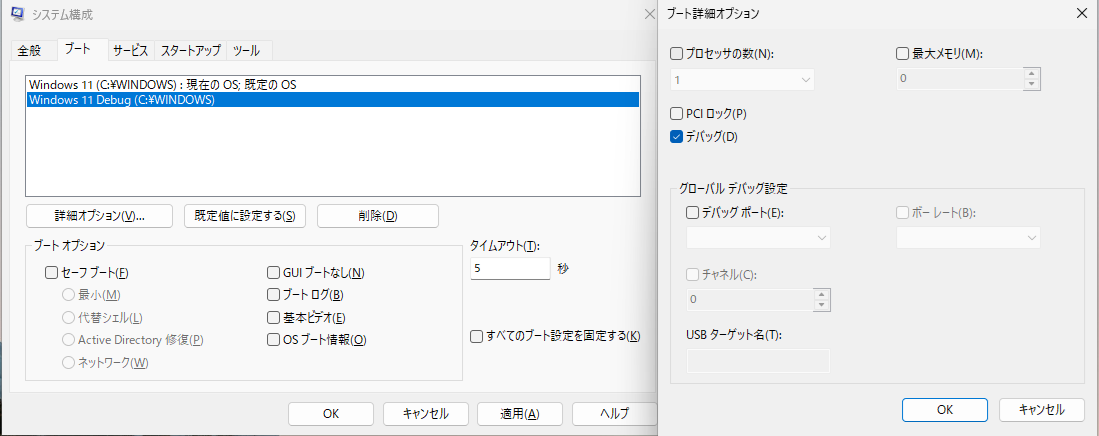 システム構成
全般
ブート
サービス
スタートアップ
ツール
Windows 11 (C:¥WINDOWS) : 現在の OS; 既定の OS
Windows 11 Debug (C:¥WINDOWS)
詳細オプション(V)...
既定値に設定する(S)
削除(D)
ブート オプション
セーフ ブート(F)
最小(M)
代替シェル(L)
Active Directory 修復(P)
ネットワーク(W)
GUI ブートなし(N)
ブート ログ(B)
基本ビデオ(E)
OS ブート情報(O)
タイムアウト(T):
5 秒
すべてのブート設定を固定する(K)
OK
キャンセル
適用(A)
ヘルプ
ブート詳細オプション
プロセッサの数(N):
1
最大メモリ(M):
0
PCI ロック(P)
デバッグ(D)
グローバル デバッグ設定
デバッグ ポート(E):
ボー レート(B):
チャネル(C):
0
USB ターゲット名(T):
OK
キャンセル